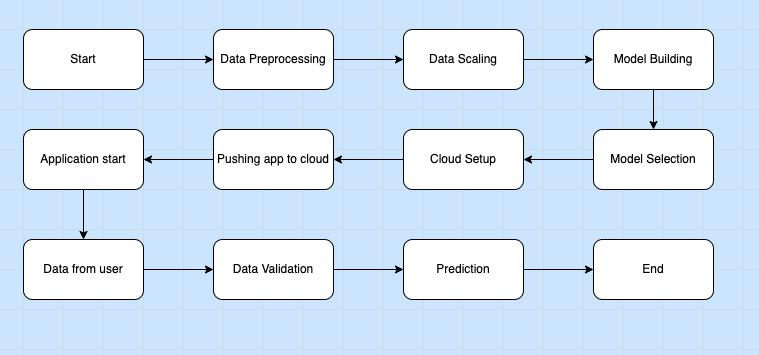 Start
Data Preprocessing
Data Scaling
Model Building
Application start
Pushing app to cloud
Cloud Setup
Model Selection
Data from user
Data Validation
Prediction
End